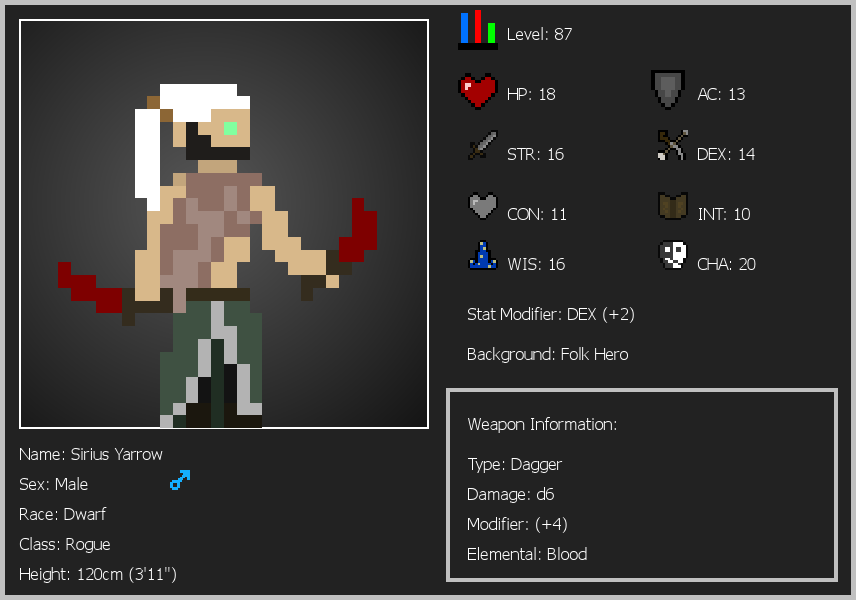 Level: 87
HP: 18
AC: 13
STR: 16
DEX: 14
CON: 11
INT: 10
WIS: 16
CHA: 20
Stat Modifier: DEX (+2)
Background: Folk Hero
Weapon Information:
Type: Dagger
Damage: d6
Modifier: (+4)
Elemental: Blood
Name: Sirius Yarrow
Sex: Male
Race: Dwarf
Class: Rogue
Height: 120cm (3'11")